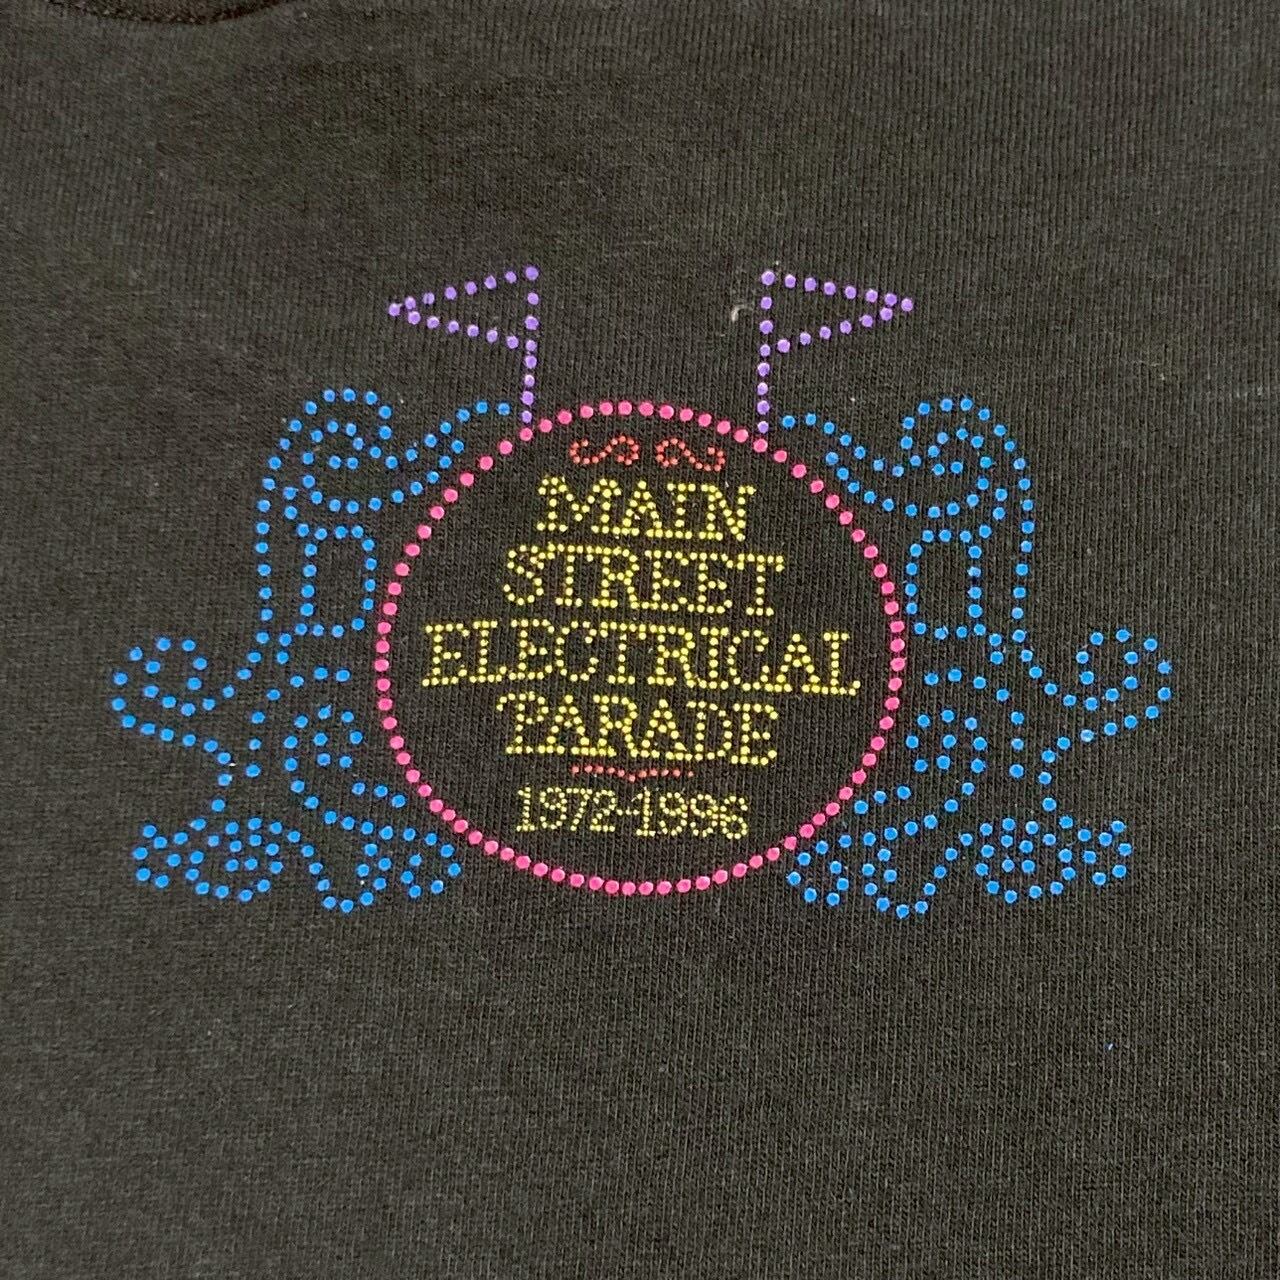 MAIN
STREET
ELECTRICAL
PARADE
1972-1996